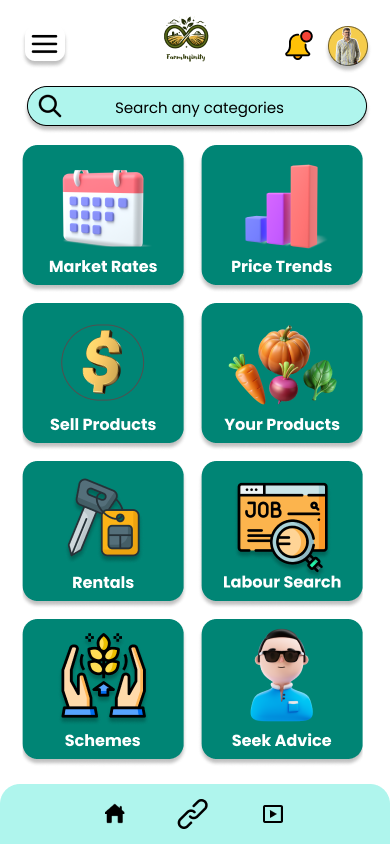 FarmInfinity
Search any categories
Market Rates
Price Trends
Sell Products
Your Products
Rentals
JOB
Labour Search
Schemes
Seek Advice